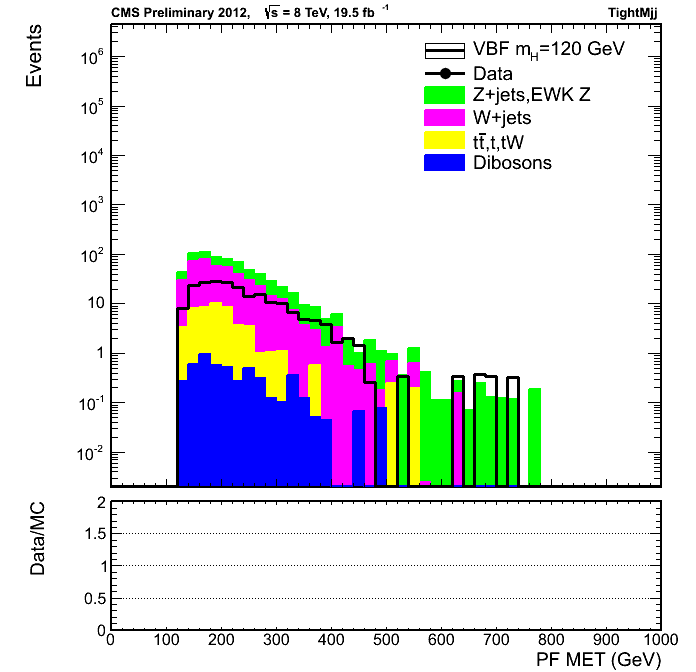 CMS Preliminary 2012, √s = 8 TeV, 19.5 fb⁻¹ TightMjj
Events
10⁶
10⁵
10⁴
10³
10²
10
1
10⁻¹
10⁻²
VBF m_H=120 GeV
Data
Z+jets,EWK Z
W+jets
tt̄,t,tW
Dibosons
Data/MC
2
1.5
1
0.5
0
0 100 200 300 400 500 600 700 800 900 1000
PF MET (GeV)